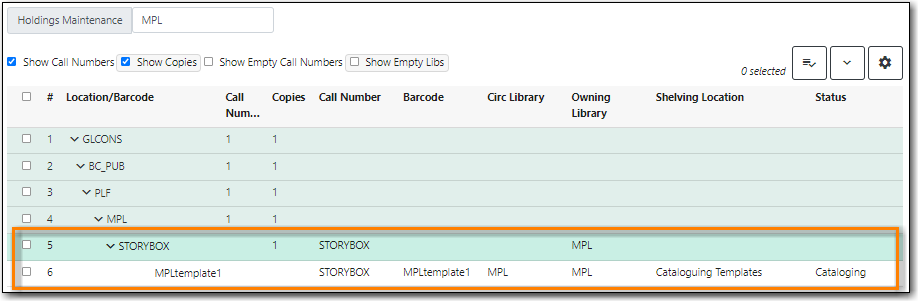 Holdings Maintenance MPL
Show Call Numbers Show Copies Show Empty Call Numbers Show Empty Libs
0 selected
# Location/Barcode Call Num... Copies Call Number Barcode Circ Library Owning Library Shelving Location Status
1 GLCONS 1 1
2 BC_PUB 1 1
3 PLF 1 1
4 MPL 1 1
5 STORYBOX 1 STORYBOX MPL
6 MPLtemplate1 STORYBOX MPLtemplate1 MPL MPL Cataloguing Templates Cataloging